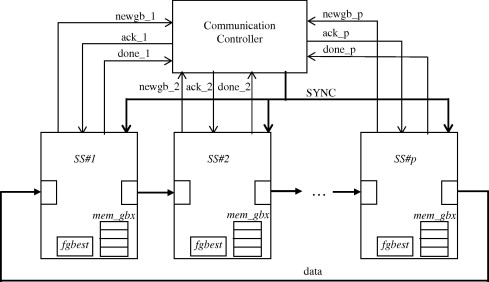 newgb_1
ack_1
done_1
Communication
Controller
newgb_p
ack_p
done_p
newgb_2 ack_2 done_2
SYNC
SS#1
SS#2
SS#p
...
mem_gbx
mem_gbx
mem_gbx
fgbest
fgbest
fgbest
data